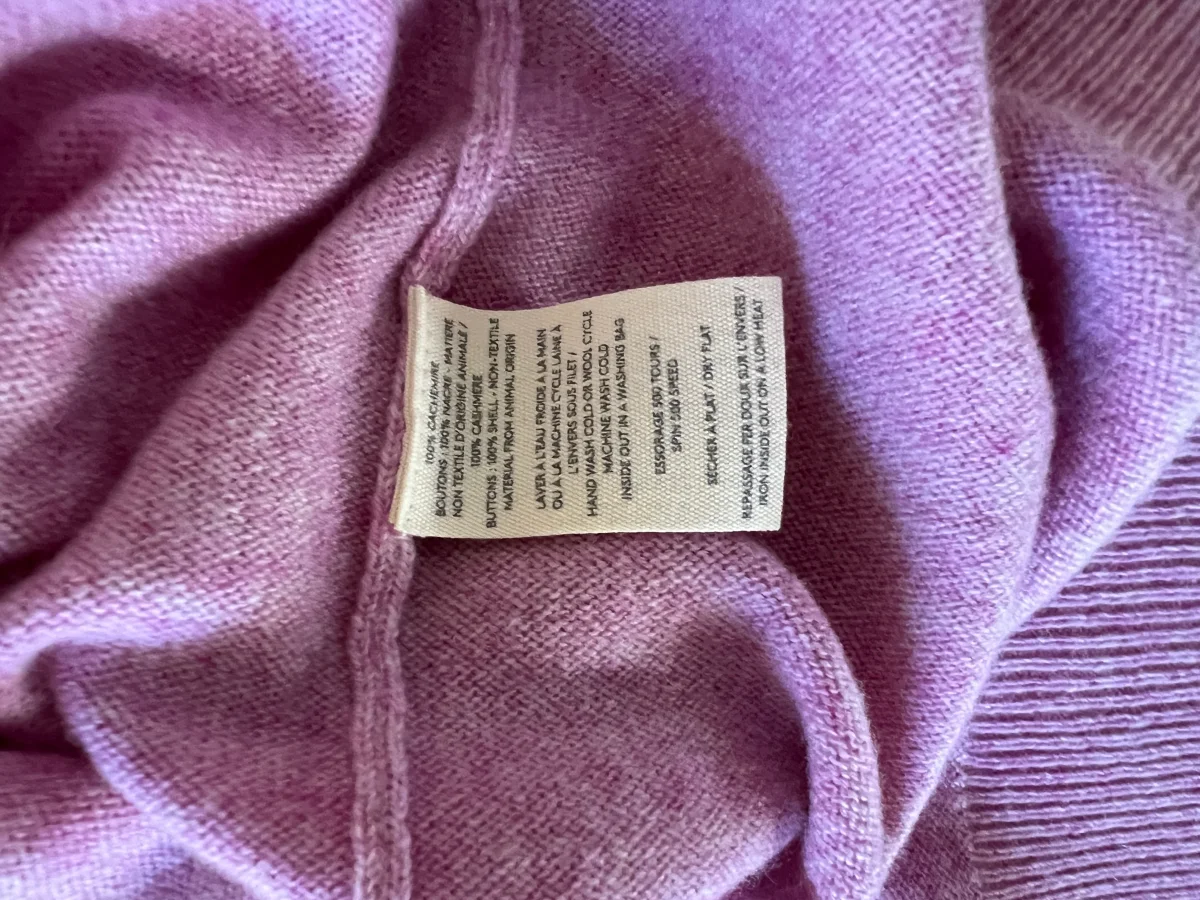 100% CACHEMIRE
BOUTONS : 100% NACRE - MATIÈRE
NON TEXTILE D'ORIGINE ANIMALE /
100% CASHMERE
BUTTONS : 100% SHELL - NON-TEXTILE
MATERIAL FROM ANIMAL ORIGIN
LAVER À L'EAU FROIDE À LA MAIN
OU À LA MACHINE CYCLE LAINE À
L'ENVERS SOUS FILET /
HAND WASH COLD OR WOOL CYCLE
MACHINE WASH COLD
INSIDE OUT IN A WASHING BAG
ESSORAGE 500 TOURS /
SPIN 500 SPEED
SECHER A PLAT / DRY FLAT
REPASSAGE FER DOUX SUR L'ENVERS /
IRON INSIDE OUT ON A LOW HEAT